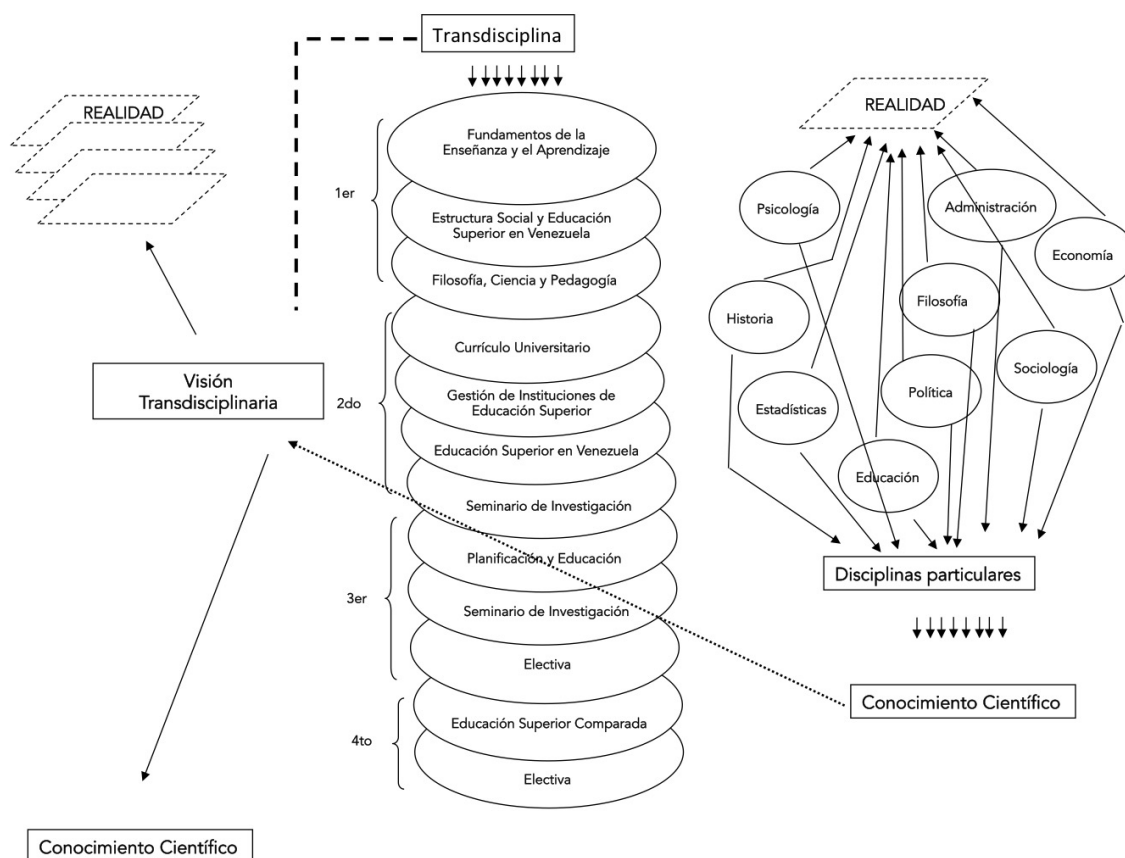 Transdisciplina
REALIDAD
1er
2do
3er
4to
Fundamentos de la
Enseñanza y el Aprendizaje
Estructura Social y Educación
Superior en Venezuela
Filosofía, Ciencia y Pedagogía
Currículo Universitario
Gestión de Instituciones de
Educación Superior
Educación Superior en Venezuela
Seminario de Investigación
Planificación y Educación
Seminario de Investigación
Electiva
Educación Superior Comparada
Electiva
Visión
Transdisciplinaria
Conocimiento Científico
REALIDAD
Psicología
Administración
Economía
Historia
Filosofía
Sociología
Estadísticas
Política
Educación
Disciplinas particulares
Conocimiento Científico